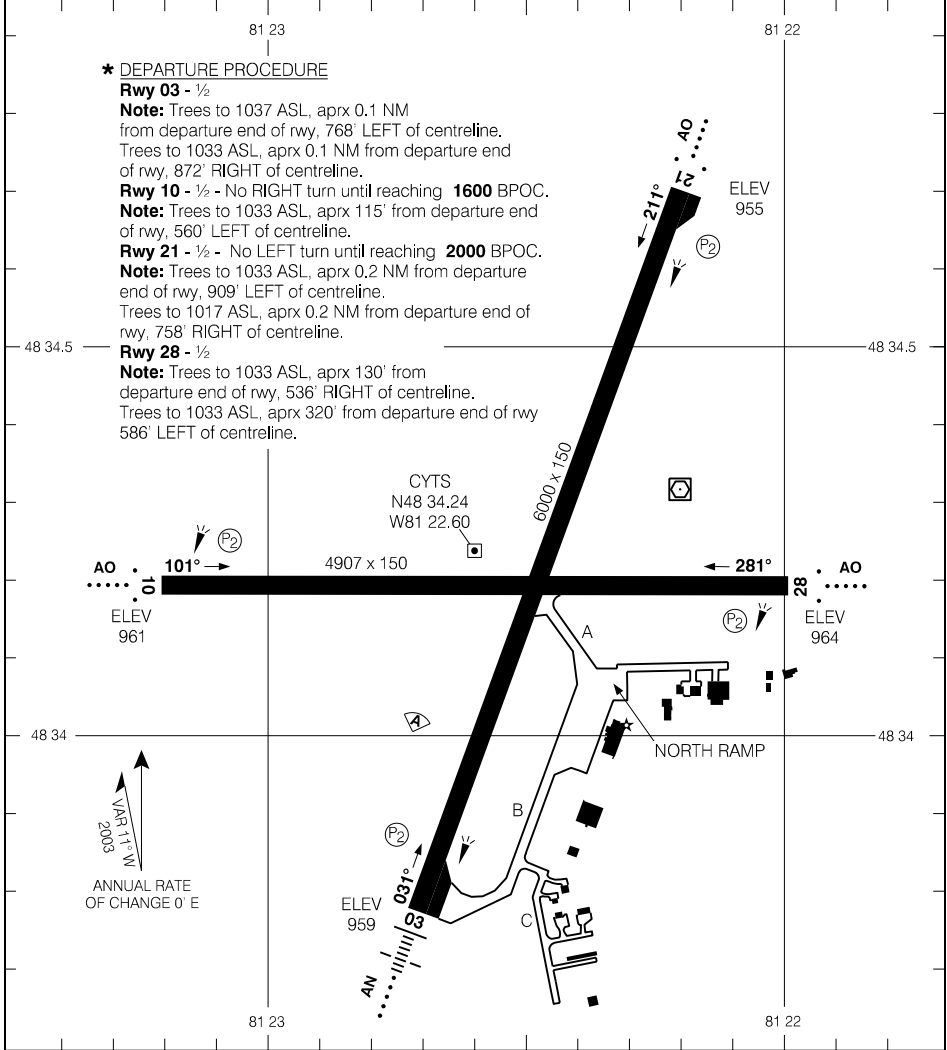 81 23
81 22
* DEPARTURE PROCEDURE
Rwy 03 - ½
Note: Trees to 1037 ASL, aprx 0.1 NM
from departure end of rwy, 768' LEFT of centreline.
Trees to 1033 ASL, aprx 0.1 NM from departure end
of rwy, 872' RIGHT of centreline.
Rwy 10 - ½ - No RIGHT turn until reaching 1600 BPOC.
Note: Trees to 1033 ASL, aprx 115' from departure end
of rwy, 560' LEFT of centreline.
Rwy 21 - ½ - No LEFT turn until reaching 2000 BPOC.
Note: Trees to 1033 ASL, aprx 0.2 NM from departure
end of rwy, 909' LEFT of centreline.
Trees to 1017 ASL, aprx 0.2 NM from departure end of
rwy, 758' RIGHT of centreline.
Rwy 28 - ½
Note: Trees to 1033 ASL, aprx 130' from
departure end of rwy, 536' RIGHT of centreline.
Trees to 1033 ASL, aprx 320' from departure end of rwy
586' LEFT of centreline.
AO
21
211°
ELEV
955
P2
48 34.5
48 34.5
6000 x 150
CYTS
N48 34.24
W81 22.60
P2
AO
10
101°
4907 x 150
281°
28
AO
ELEV
961
P2
ELEV
964
A
A
48 34
48 34
NORTH RAMP
VAR 11° W
2003
ANNUAL RATE
OF CHANGE 0' E
B
P2
031°
ELEV
959
03
C
AN
81 23
81 22